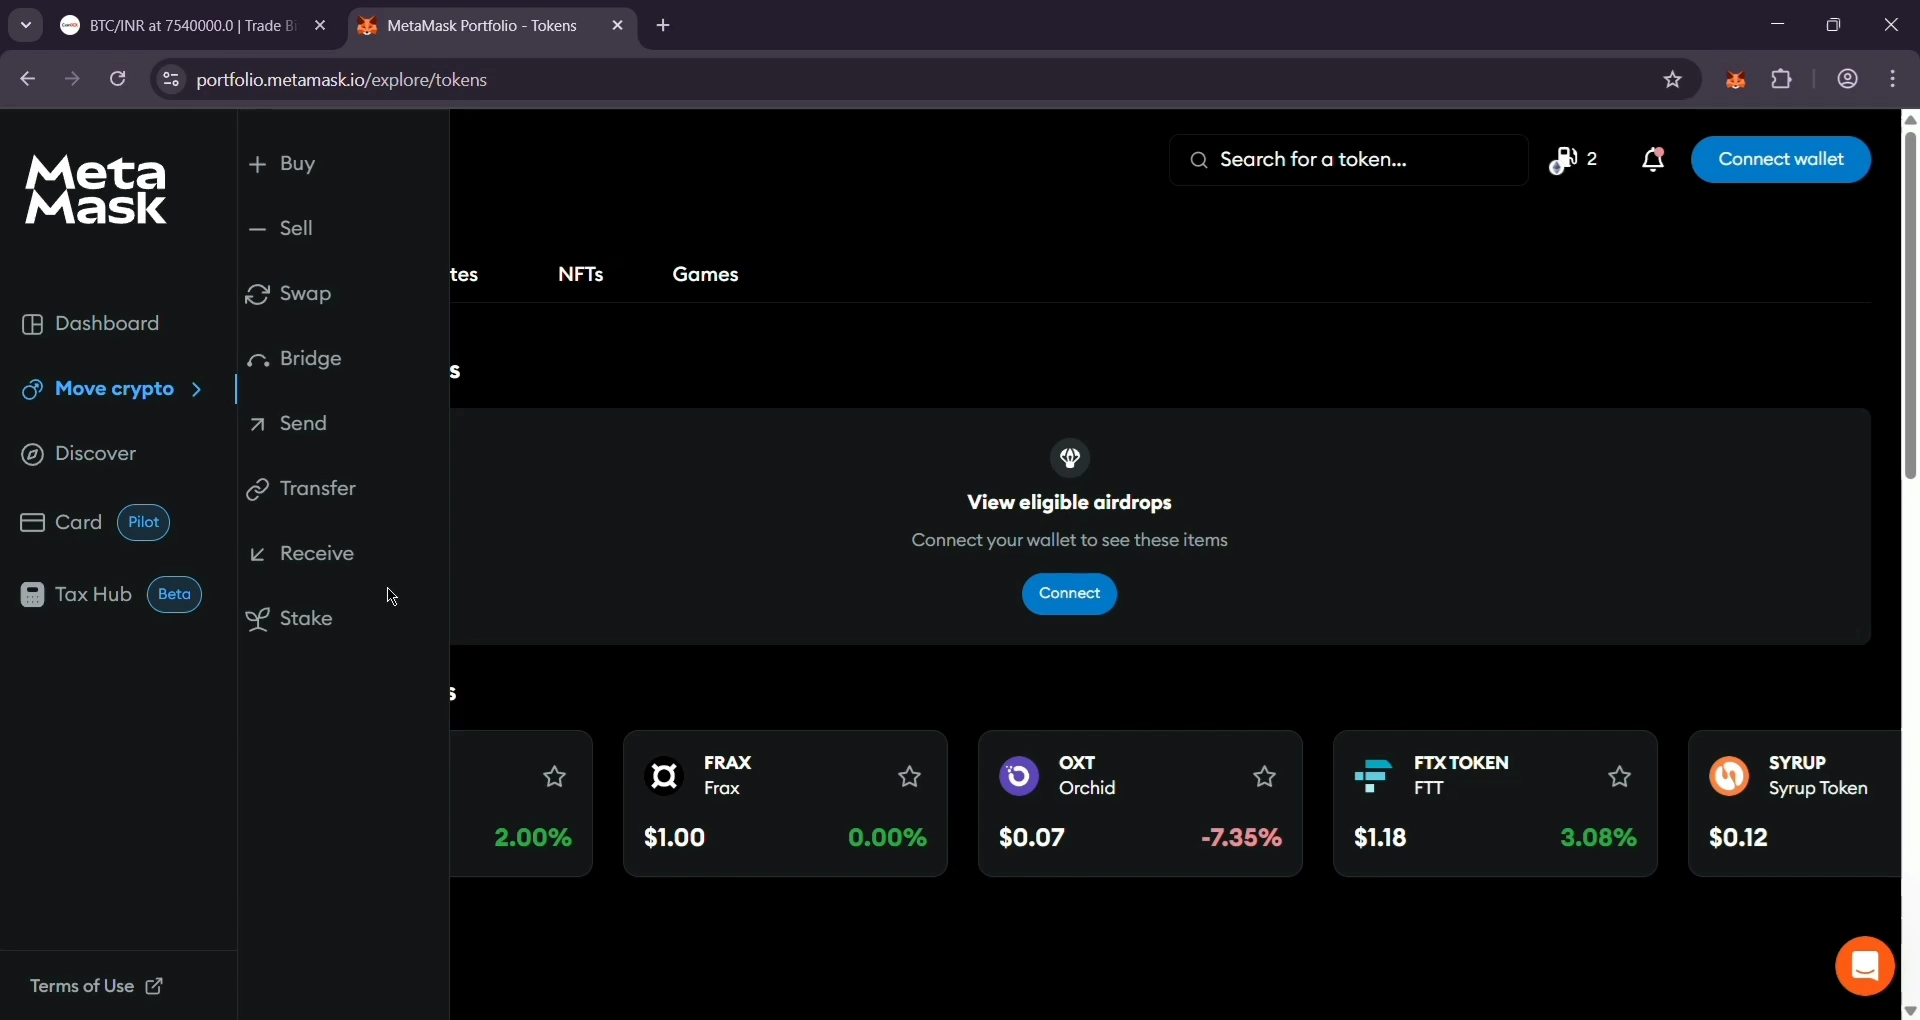 BTC/INR at 7540000.0 | Trade Bi
MetaMask Portfolio - Tokens
portfolio.metamask.io/explore/tokens
Meta
Mask
Dashboard
Move crypto
Discover
Card Pilot
Tax Hub Beta
Terms of Use
Buy
Sell
Swap
Bridge
Send
Transfer
Receive
Stake
Search for a token...
2
Connect wallet
tes NFTs Games
s
View eligible airdrops
Connect your wallet to see these items
Connect
s
2.00%
FRAX
Frax
$1.00 0.00%
OXT
Orchid
$0.07 -7.35%
FTX TOKEN
FTT
$1.18 3.08%
SYRUP
Syrup Token
$0.12